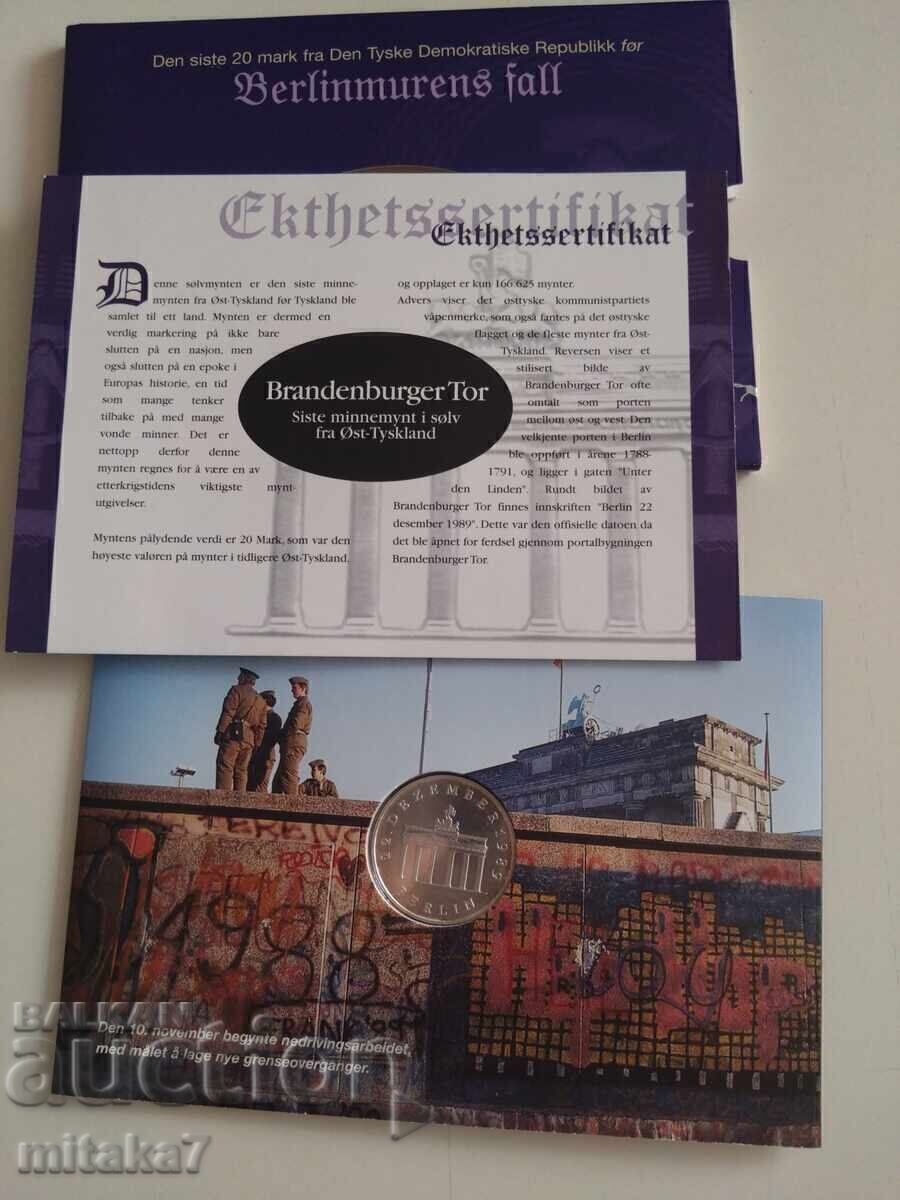 Den siste 20 mark fra Den Tyske Demokratiske Republikk før
Berlinmurens fall
Ekthetssertifikat
Ekthetssertifikat
Denne sølvmynten er den siste minne-
mynten fra Øst-Tyskland før Tyskland ble
samlet til ett land. Mynten er dermed en
verdig markering på ikke bare
slutten på en nasjon, men
også slutten på en epoke i
Europas historie, en tid
som mange tenker
tilbake på med mange
vonde minner. Det er
nettopp derfor denne
mynten regnes for å være en av
etterkrigstidens viktigste mynt-
utgivelser.
Myntens pålydende verdi er 20 Mark, som var den
høyeste valøren på mynter i tidligere Øst-Tyskland,
Brandenburger Tor
Siste minnemynt i sølv
fra Øst-Tyskland
og opplaget er kun 166.625 mynter.
Advers viser det østtyske kommunistpartiets
våpenmerke, som også fantes på det østtyske
flagget og de fleste mynter fra Øst-
Tyskland. Reversen viser et
stilisert bilde av
Brandenburger Tor ofte
omtalt som porten
mellom øst og vest. Den
velkjente porten i Berlin
ble oppført i årene 1788-
1791, og ligger i gaten "Unter
den Linden". Rundt bildet av
Brandenburger Tor finnes innskriften "Berlin 22
desember 1989". Dette var den offisielle datoen da
det ble åpnet for ferdsel gjennom portalbygningen
Brandenburger Tor.
22·DEZEMBER 1989
BERLIN
Den 10. november begynte nedrivingsarbeidet,
med målet å lage nye grenseoverganger.
BALKAN
auction
mitaka7